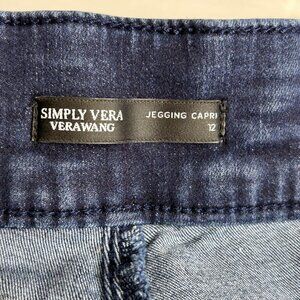 SIMPLY VERA
VERAWANG
JEGGING CAPRI
12